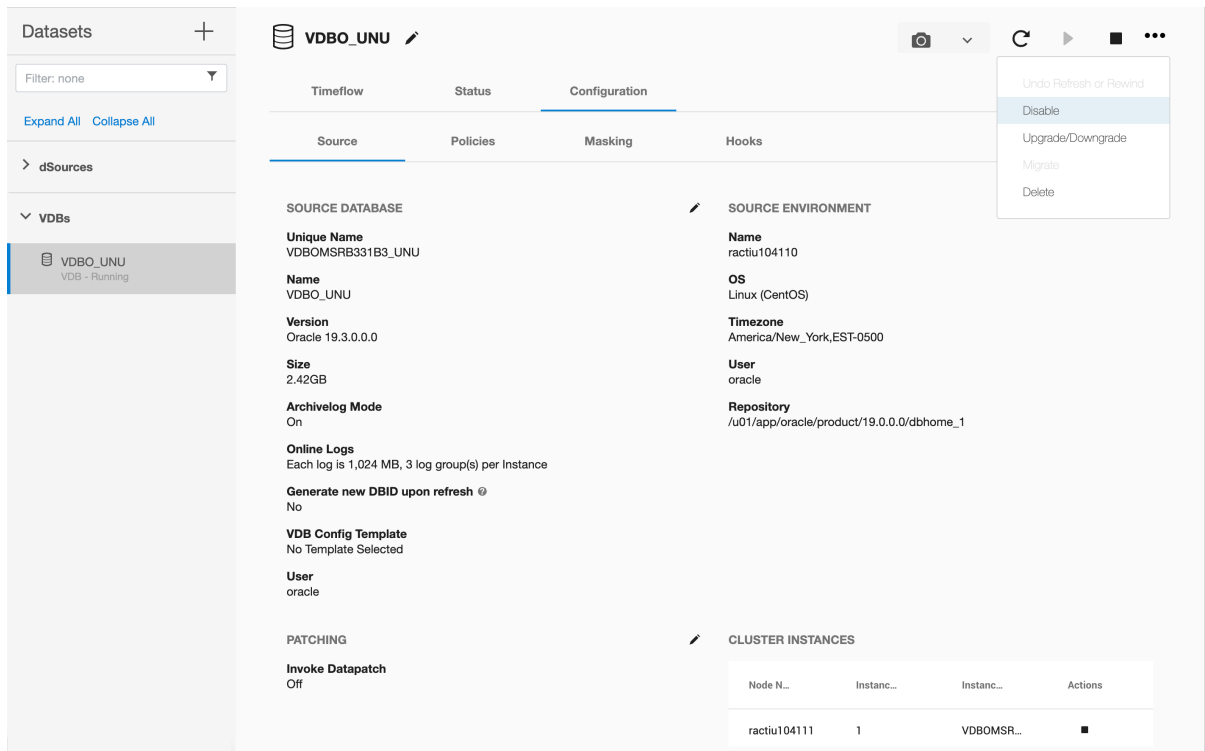 Datasets
Filter: none
Expand All Collapse All
dSources
VDBs
VDBO_UNU
VDB - Running
VDBO_UNU
Undo Refresh or Rewind
Disable
Upgrade/Downgrade
Migrate
Delete
Timeflow Status Configuration
Source Policies Masking Hooks
SOURCE DATABASE
Unique Name
VDBOMSRB331B3_UNU
Name
VDBO_UNU
Version
Oracle 19.3.0.0.0
Size
2.42GB
Archivelog Mode
On
Online Logs
Each log is 1,024 MB, 3 log group(s) per Instance
Generate new DBID upon refresh
No
VDB Config Template
No Template Selected
User
oracle
SOURCE ENVIRONMENT
Name
ractiu104110
OS
Linux (CentOS)
Timezone
America/New_York,EST-0500
User
oracle
Repository
/u01/app/oracle/product/19.0.0.0/dbhome_1
PATCHING
Invoke Datapatch
Off
CLUSTER INSTANCES
Node N... Instanc... Instanc... Actions
ractiu104111 1 VDBOMSR...